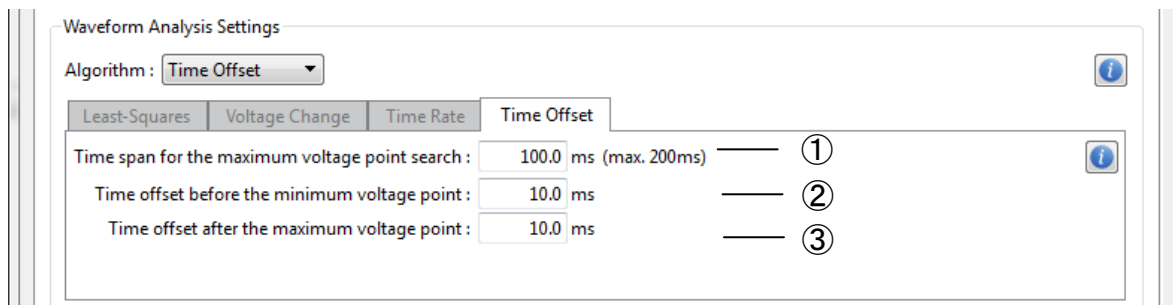 Waveform Analysis Settings
Algorithm : Time Offset
Least-Squares Voltage Change Time Rate Time Offset
Time span for the maximum voltage point search : 100.0 ms (max. 200ms) ①
Time offset before the minimum voltage point : 10.0 ms ②
Time offset after the maximum voltage point : 10.0 ms ③